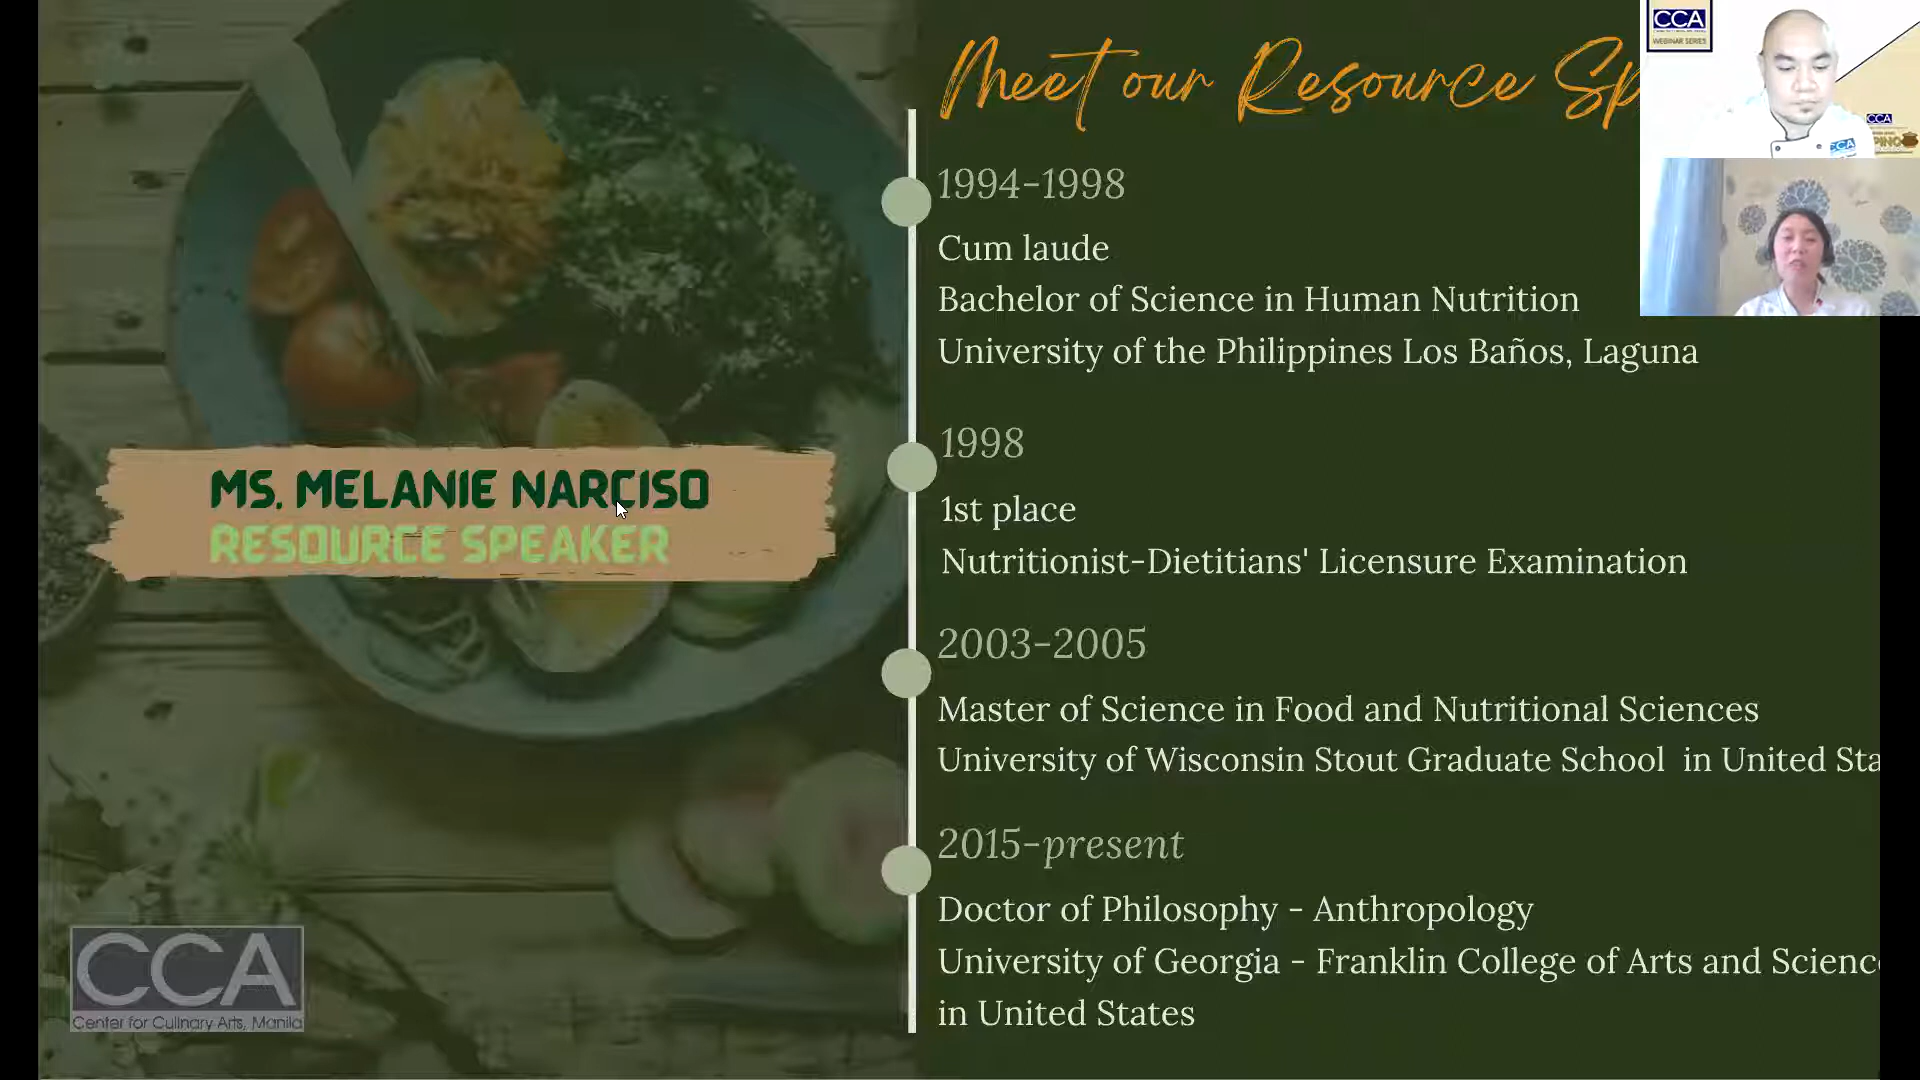 Meet our Resource Sp
1994-1998
Cum laude
Bachelor of Science in Human Nutrition
University of the Philippines Los Baños, Laguna
1998
1st place
Nutritionist-Dietitians' Licensure Examination
2003-2005
Master of Science in Food and Nutritional Sciences
University of Wisconsin Stout Graduate School in United Sta
2015-present
Doctor of Philosophy - Anthropology
University of Georgia - Franklin College of Arts and Scienc
in United States
MS. MELANIE NARCISO
RESOURCE SPEAKER
CCA
Center for Culinary Arts, Manila
CCA
WEBINAR SERIES
CCA
CCA